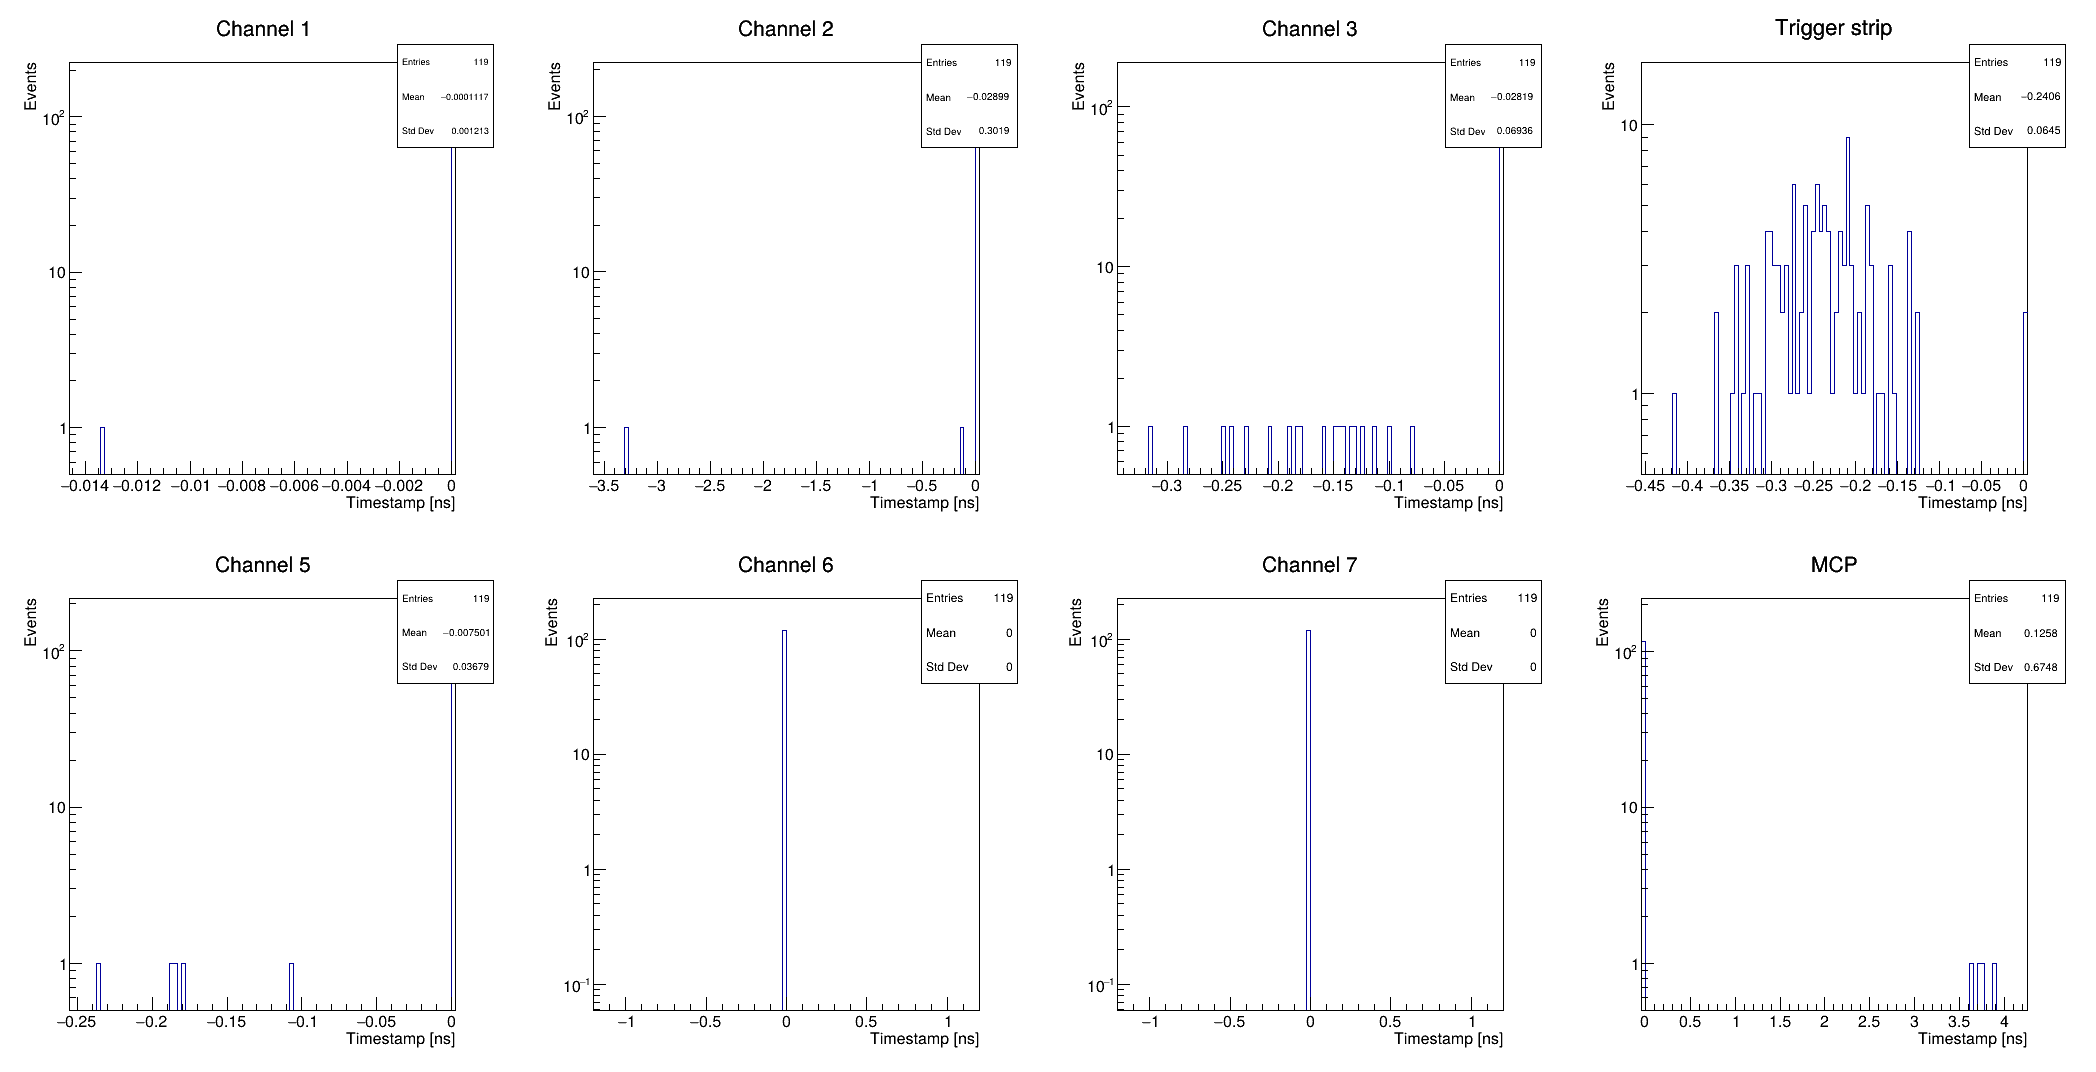 Channel 1
Events
Entries 119
Mean −0.0001117
Std Dev 0.001213
10²
10
1
−0.014 −0.012 −0.01 −0.008 −0.006 −0.004 −0.002 0
Timestamp [ns]
Channel 2
Events
Entries 119
Mean −0.02899
Std Dev 0.3019
10²
10
1
−3.5 −3 −2.5 −2 −1.5 −1 −0.5 0
Timestamp [ns]
Channel 3
Events
Entries 119
Mean −0.02819
Std Dev 0.06936
10²
10
1
−0.3 −0.25 −0.2 −0.15 −0.1 −0.05 0
Timestamp [ns]
Trigger strip
Events
Entries 119
Mean −0.2406
Std Dev 0.0645
10
1
−0.45 −0.4 −0.35 −0.3 −0.25 −0.2 −0.15 −0.1 −0.05 0
Timestamp [ns]
Channel 5
Events
Entries 119
Mean −0.007501
Std Dev 0.03679
10²
10
1
−0.25 −0.2 −0.15 −0.1 −0.05 0
Timestamp [ns]
Channel 6
Events
Entries 119
Mean 0
Std Dev 0
10²
10
1
10⁻¹
−1 −0.5 0 0.5 1
Timestamp [ns]
Channel 7
Events
Entries 119
Mean 0
Std Dev 0
10²
10
1
10⁻¹
−1 −0.5 0 0.5 1
Timestamp [ns]
MCP
Events
Entries 119
Mean 0.1258
Std Dev 0.6748
10²
10
1
0 0.5 1 1.5 2 2.5 3 3.5 4
Timestamp [ns]